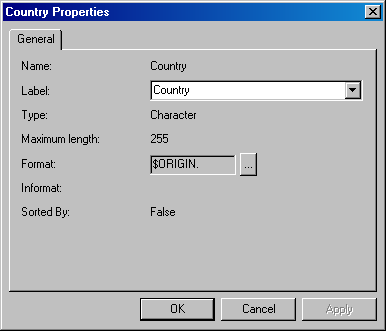 Country Properties
General
Name: Country
Label: Country
Type: Character
Maximum length: 255
Format: $ORIGIN. ...
Informat:
Sorted By: False
OK Cancel Apply